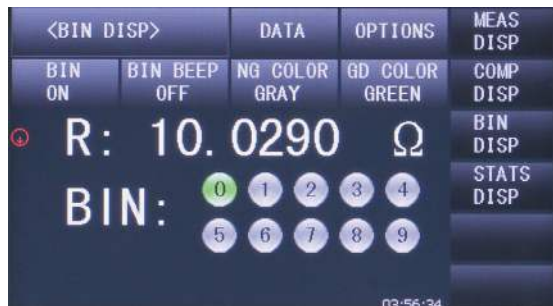 <BIN DISP> DATA OPTIONS
MEAS DISP
BIN ON
BIN BEEP OFF
NG COLOR GRAY
GD COLOR GREEN
COMP DISP
R: 10.0290 Ω
BIN DISP
BIN: 0 1 2 3 4
STATS DISP
5 6 7 8 9
03:56:34